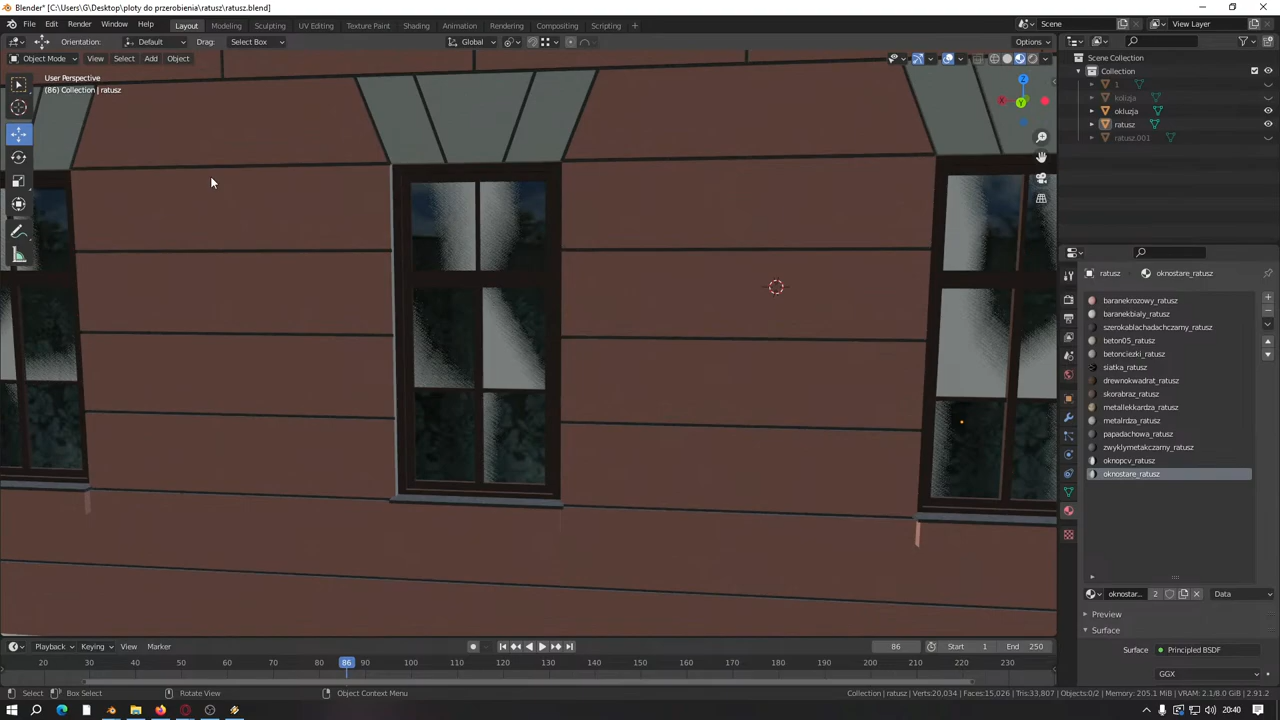 Blender* [C:\Users\G\Desktop\ploty do przerobienia\ratusz\ratusz.blend]
File Edit Render Window Help Layout Modeling Sculpting UV Editing Texture Paint Shading Animation Rendering Compositing Scripting + Scene View Layer
Orientation: Default Drag: Select Box Global Options
Object Mode View Select Add Object
User Perspective
(86) Collection | ratusz
Scene Collection
Collection
1
kolizja
okluzja
ratusz
ratusz.001
Z
X
Y
ratusz oknostare_ratusz
baranekrozowy_ratusz
baranekbialy_ratusz
szerokablachadachczarny_ratusz
beton05_ratusz
betonciezki_ratusz
siatka_ratusz
drewnokwadrat_ratusz
skorabraz_ratusz
metallekkardza_ratusz
metalrdza_ratusz
papadachowa_ratusz
zwyklymetakczarny_ratusz
oknopcv_ratusz
oknostare_ratusz
oknostar... 2 Data
Preview
Surface
Surface Principled BSDF
GGX
Playback Keying View Marker 86 Start 1 End 250
20 30 40 50 60 70 80 86 90 100 110 120 130 140 150 160 170 180 190 200 210 220 230
Select Box Select Rotate View Object Context Menu Collection | ratusz | Verts:20,034 | Faces:15,026 | Tris:33,807 | Objects:0/2 | Memory: 205.1 MiB | VRAM: 2.1/8.0 GiB | 2.91.2
20:40